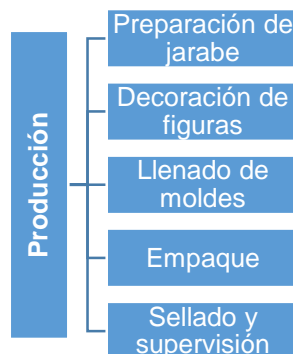 Producción
Preparación de
jarabe
Decoración de
figuras
Llenado de
moldes
Empaque
Sellado y
supervisión